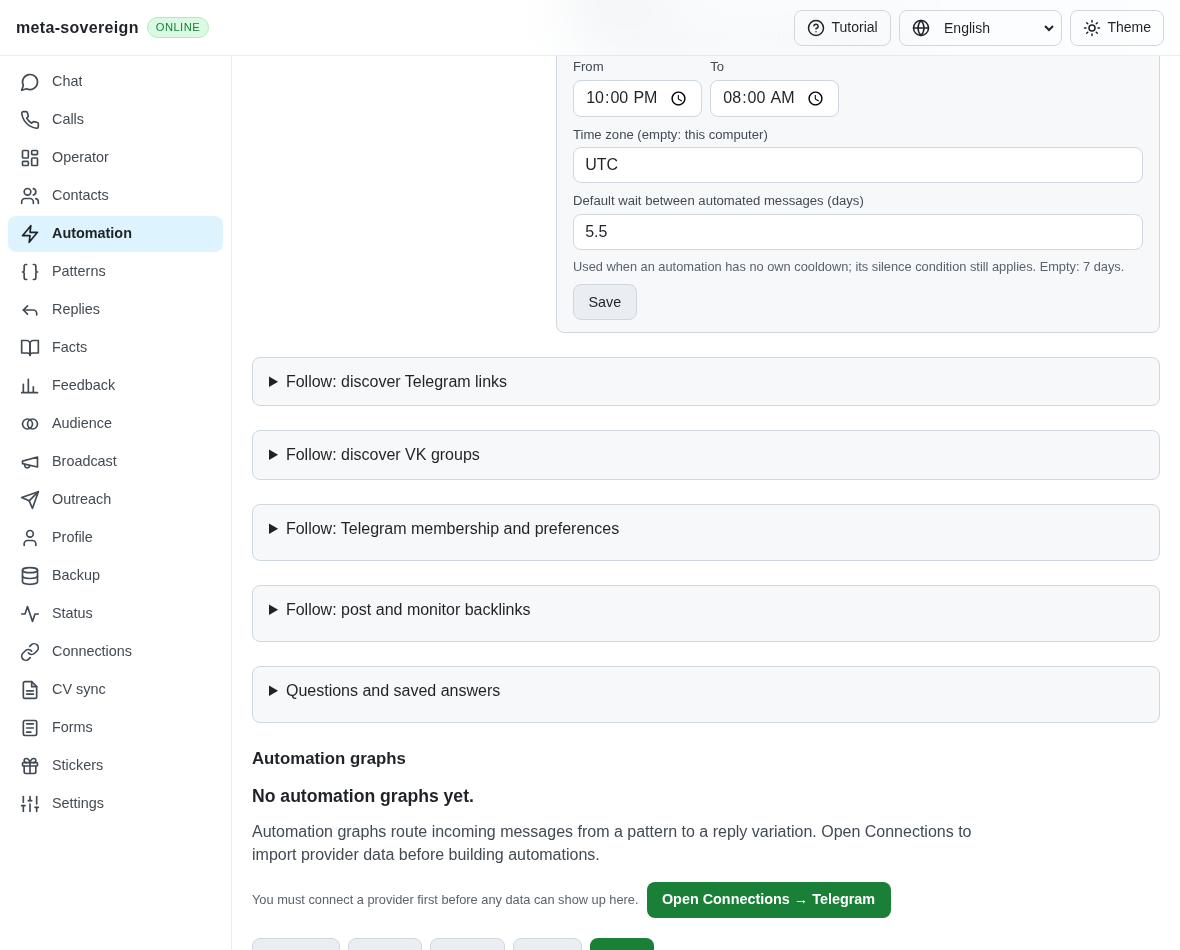 meta-sovereign ONLINE
Tutorial
English
Theme
Chat
Calls
Operator
Contacts
Automation
Patterns
Replies
Facts
Feedback
Audience
Broadcast
Outreach
Profile
Backup
Status
Connections
CV sync
Forms
Stickers
Settings
From To
10:00 PM 08:00 AM
Time zone (empty: this computer)
UTC
Default wait between automated messages (days)
5.5
Used when an automation has no own cooldown; its silence condition still applies. Empty: 7 days.
Save
Follow: discover Telegram links
Follow: discover VK groups
Follow: Telegram membership and preferences
Follow: post and monitor backlinks
Questions and saved answers
Automation graphs
No automation graphs yet.
Automation graphs route incoming messages from a pattern to a reply variation. Open Connections to
import provider data before building automations.
You must connect a provider first before any data can show up here. Open Connections → Telegram